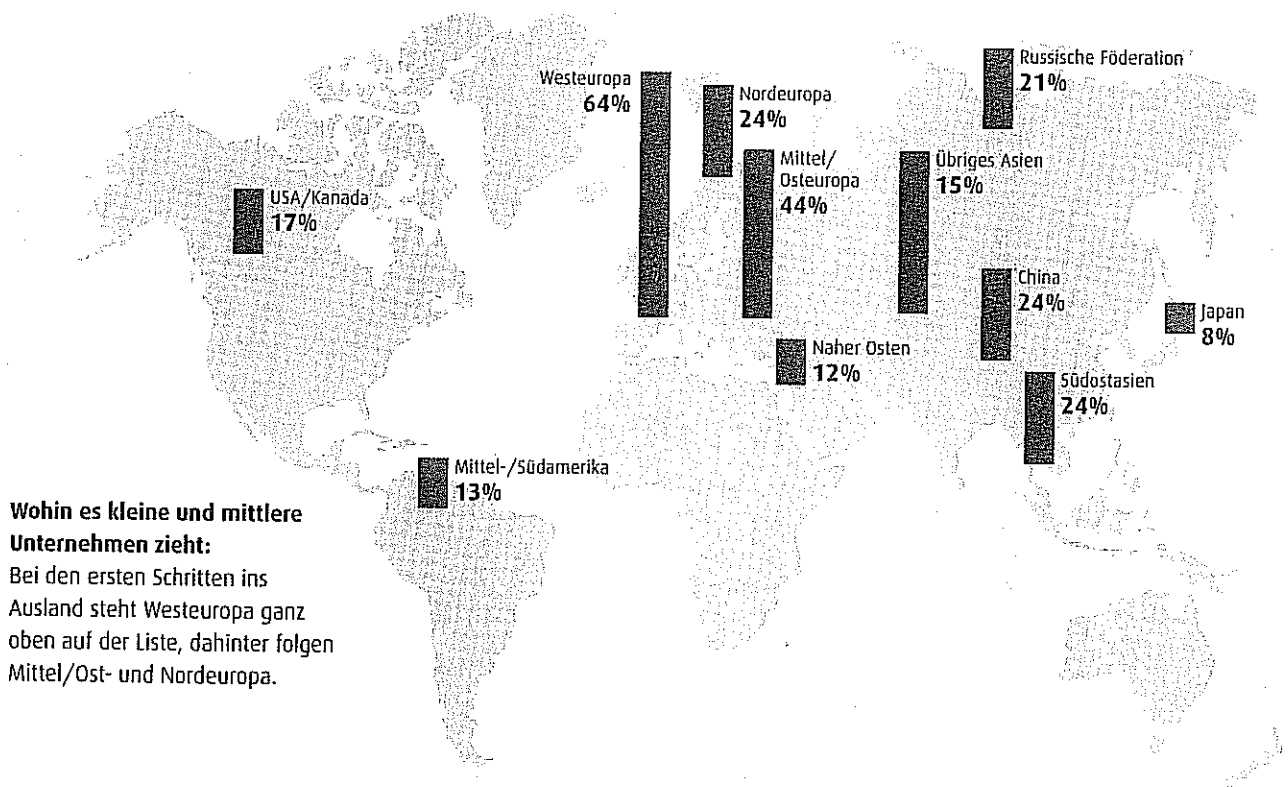 Westeuropa
64%
Nordeuropa
24%
Mittel/
Osteuropa
44%
Russische Föderation
21%
Übriges Asien
15%
USA/Kanada
17%
China
24%
Japan
8%
Naher Osten
12%
Südostasien
24%
Mittel-/Südamerika
13%
Wohin es kleine und mittlere
Unternehmen zieht:
Bei den ersten Schritten ins
Ausland steht Westeuropa ganz
oben auf der Liste, dahinter folgen
Mittel/Ost- und Nordeuropa.